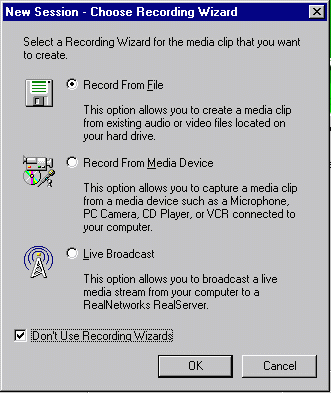 New Session - Choose Recording Wizard
Select a Recording Wizard for the media clip that you want
to create.
Record From File
This option allows you to create a media clip
from existing audio or video files located on
your hard drive.
Record From Media Device
This option allows you to capture a media clip
from a media device such as a Microphone,
PC Camera, CD Player, or VCR connected to
your computer.
Live Broadcast
This option allows you to broadcast a live
media stream from your computer to a
RealNetworks RealServer.
Don't Use Recording Wizards
OK
Cancel